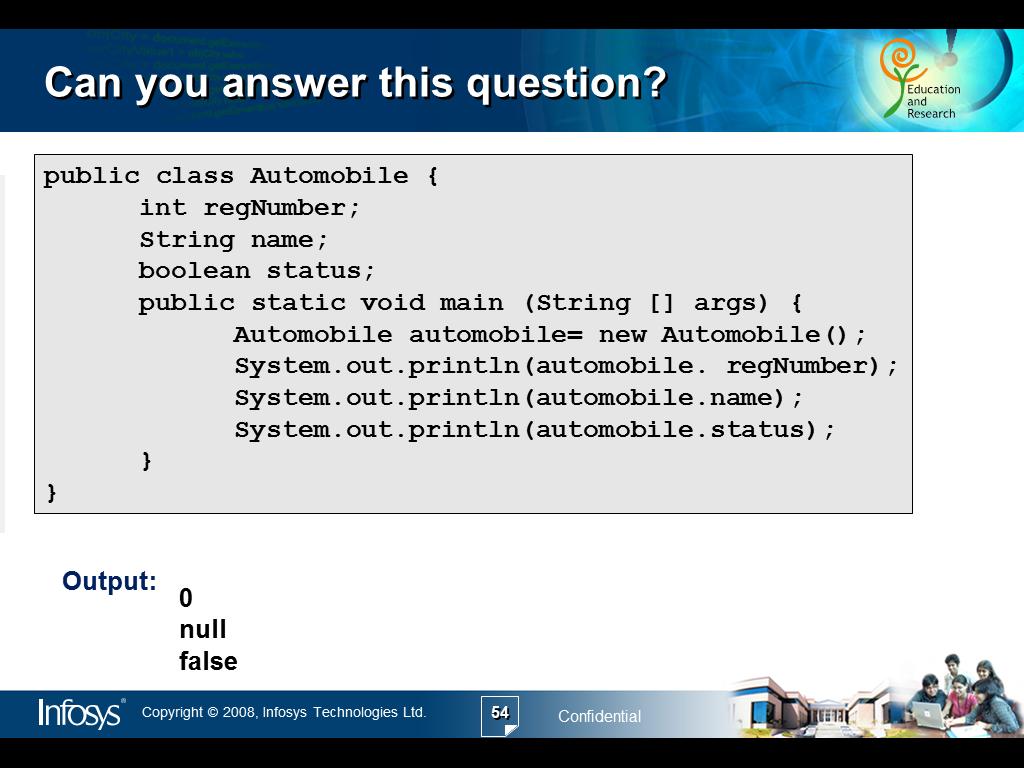 Can you answer this question?
Education
and
Research
public class Automobile {
int regNumber;
String name;
boolean status;
public static void main (String [] args) {
Automobile automobile= new Automobile();
System.out.println(automobile. regNumber);
System.out.println(automobile.name);
System.out.println(automobile.status);
}
}
Output:
0
null
false
Infosys®
Copyright © 2008, Infosys Technologies Ltd.
54
Confidential